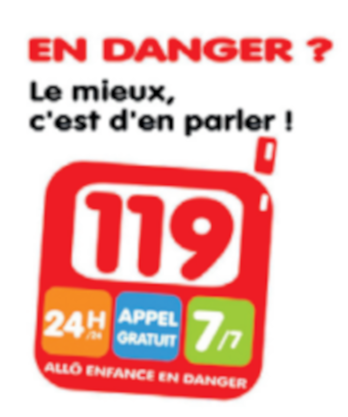 EN DANGER ?
Le mieux,
c'est d'en parler !
119
24H/24
APPEL
GRATUIT
7/7
ALLÔ ENFANCE EN DANGER